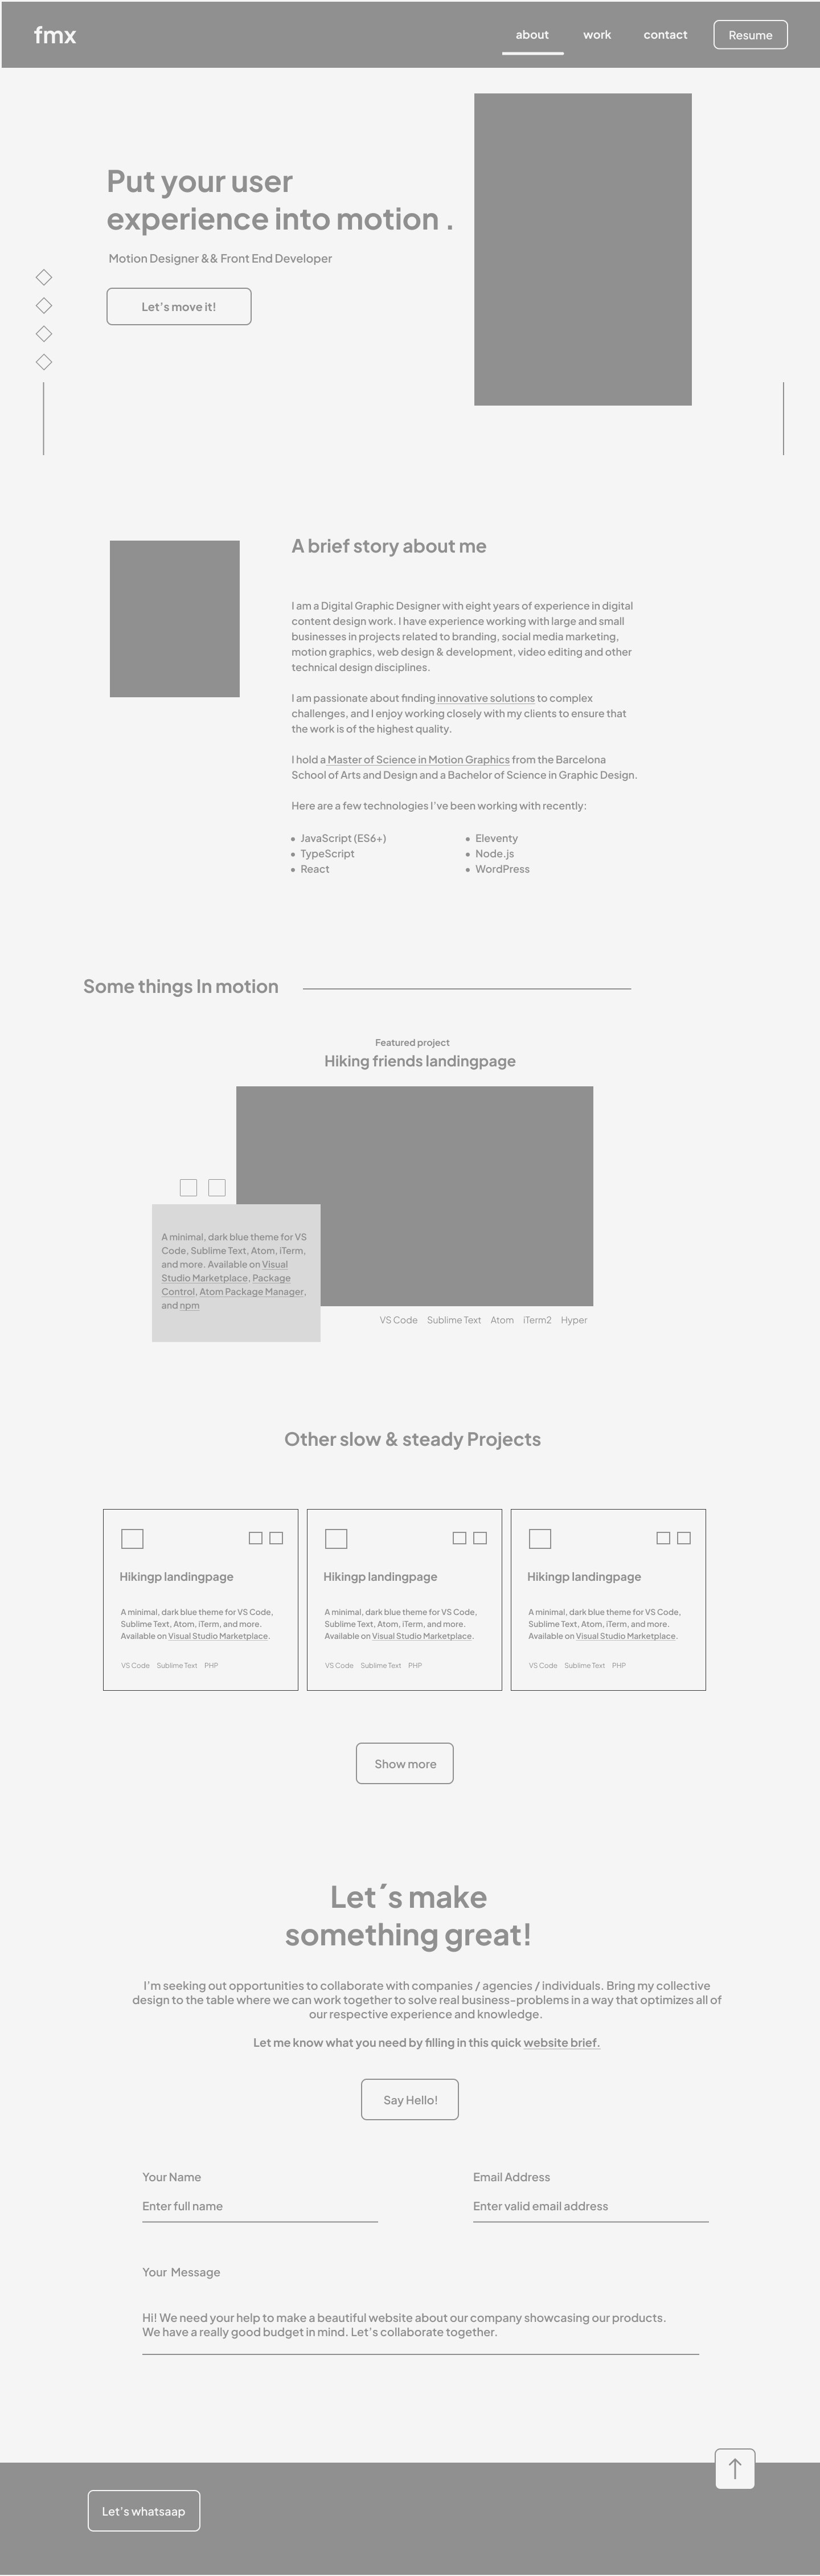 fmx
about
work
contact
Resume
Put your user
experience into motion .
Motion Designer && Front End Developer
Let's move it!
A brief story about me
I am a Digital Graphic Designer with eight years of experience in digital
content design work. I have experience working with large and small
businesses in projects related to branding, social media marketing,
motion graphics, web design & development, video editing and other
technical design disciplines.
I am passionate about finding innovative solutions to complex
challenges, and I enjoy working closely with my clients to ensure that
the work is of the highest quality.
I hold a Master of Science in Motion Graphics from the Barcelona
School of Arts and Design and a Bachelor of Science in Graphic Design.
Here are a few technologies I've been working with recently:
• JavaScript (ES6+)
• TypeScript
• React
• Eleventy
• Node.js
• WordPress
Some things In motion
Featured project
Hiking friends landingpage
A minimal, dark blue theme for VS
Code, Sublime Text, Atom, iTerm,
and more. Available on Visual
Studio Marketplace, Package
Control, Atom Package Manager,
and npm
VS Code Sublime Text Atom iTerm2 Hyper
Other slow & steady Projects
Hikingp landingpage
A minimal, dark blue theme for VS Code,
Sublime Text, Atom, iTerm, and more.
Available on Visual Studio Marketplace.
VS Code Sublime Text PHP
Hikingp landingpage
A minimal, dark blue theme for VS Code,
Sublime Text, Atom, iTerm, and more.
Available on Visual Studio Marketplace.
VS Code Sublime Text PHP
Hikingp landingpage
A minimal, dark blue theme for VS Code,
Sublime Text, Atom, iTerm, and more.
Available on Visual Studio Marketplace.
VS Code Sublime Text PHP
Show more
Let´s make
something great!
I'm seeking out opportunities to collaborate with companies / agencies / individuals. Bring my collective
design to the table where we can work together to solve real business-problems in a way that optimizes all of
our respective experience and knowledge.
Let me know what you need by filling in this quick website brief.
Say Hello!
Your Name
Enter full name
Email Address
Enter valid email address
Your Message
Hi! We need your help to make a beautiful website about our company showcasing our products.
We have a really good budget in mind. Let's collaborate together.
Let's whatsaap